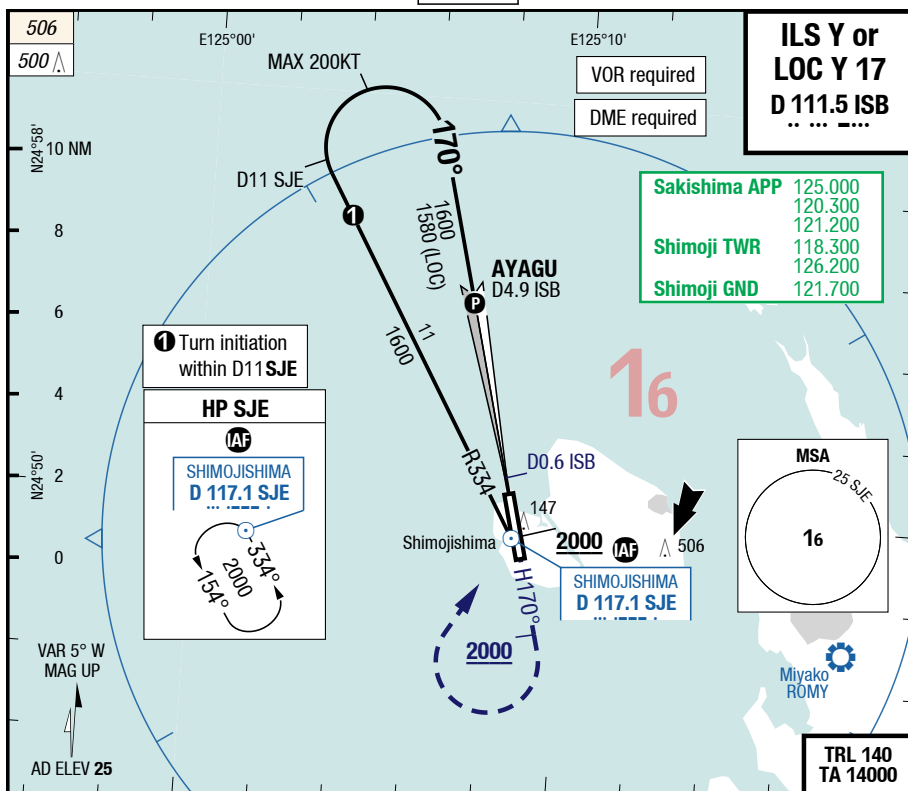 506
500
E125°00'
E125°10'
MAX 200KT
VOR required
DME required
ILS Y or
LOC Y 17
D 111.5 ISB
N24°58'
10 NM
D11 SJE
170°
1
8
1600
1580 (LOC)
Sakishima APP 125.000
120.300
121.200
Shimoji TWR 118.300
126.200
Shimoji GND 121.700
AYAGU
D4.9 ISB
P
6
1 Turn initiation
within D11 SJE
11
1600
16
4
HP SJE
IAF
SHIMOJISHIMA
D 117.1 SJE
334°
2000
154°
N24°50'
2
R334
D0.6 ISB
MSA
25 SJE
16
147
Shimojishima
2000
IAF
506
0
SHIMOJISHIMA
D 117.1 SJE
H170°
2000
VAR 5° W
MAG UP
Miyako
ROMY
AD ELEV 25
TRL 140
TA 14000